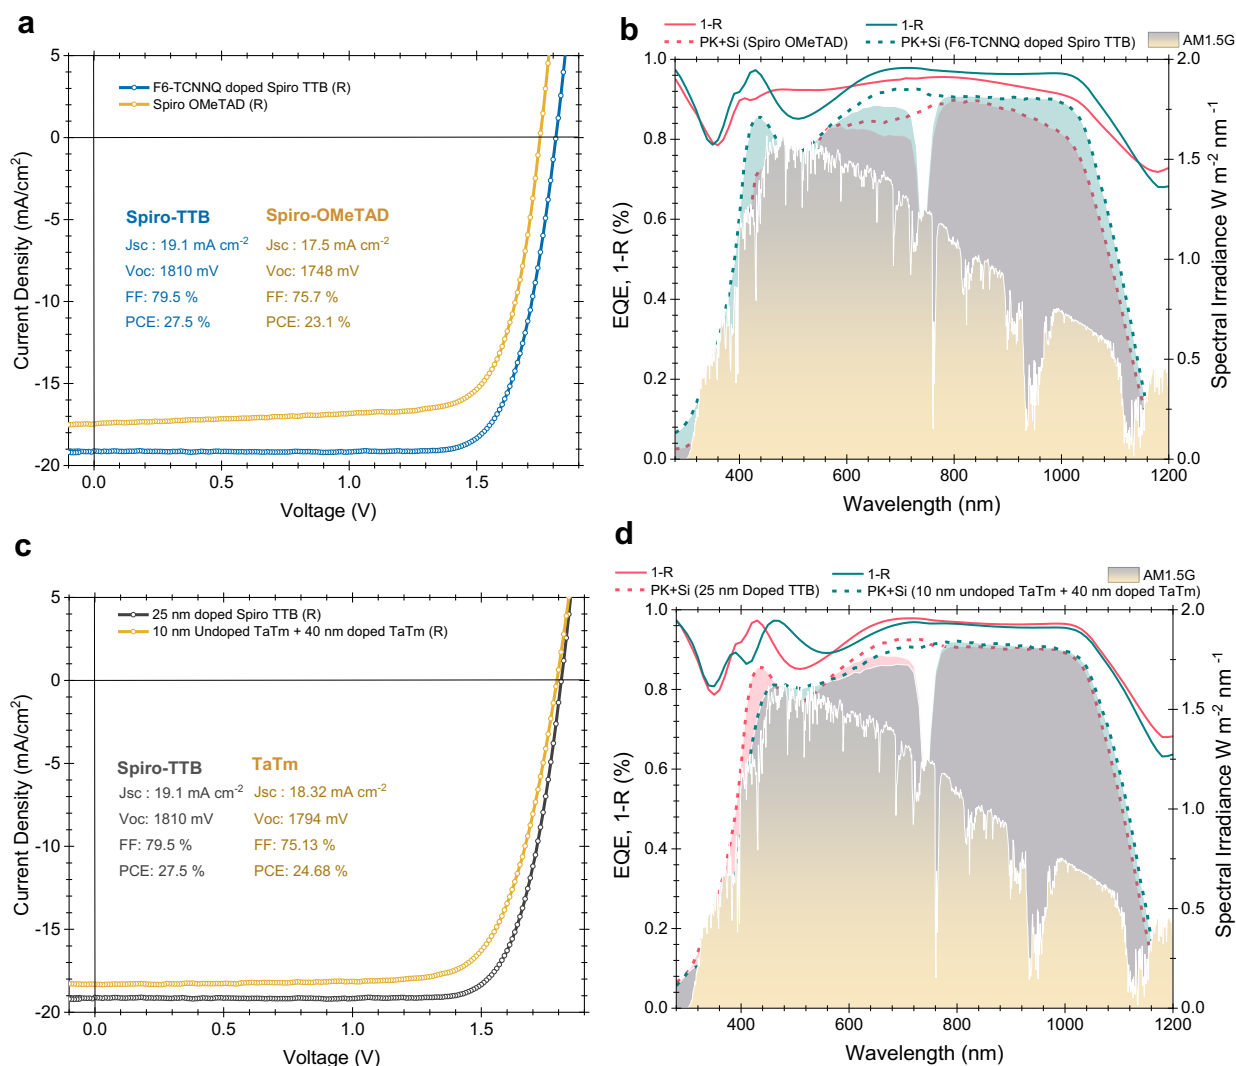 a
5
0
-5
-10
-15
-20
Current Density (mA/cm2)
F6-TCNNQ doped Spiro TTB (R)
Spiro OMeTAD (R)
Spiro-TTB
Jsc : 19.1 mA cm-2
Voc: 1810 mV
FF: 79.5 %
PCE: 27.5 %
Spiro-OMeTAD
Jsc : 17.5 mA cm-2
Voc: 1748 mV
FF: 75.7 %
PCE: 23.1 %
0.0 0.5 1.0 1.5
Voltage (V)
b
1-R
PK+Si (Spiro OMeTAD)
1-R
PK+Si (F6-TCNNQ doped Spiro TTB)
AM1.5G
1.0
0.8
0.6
0.4
0.2
0.0
EQE, 1-R (%)
2.0
1.5
1.0
0.5
0.0
Spectral Irradiance W m-2 nm-1
400 600 800 1000 1200
Wavelength (nm)
c
5
0
-5
-10
-15
-20
Current Density (mA/cm2)
25 nm doped Spiro TTB (R)
10 nm Undoped TaTm + 40 nm doped TaTm (R)
Spiro-TTB
Jsc : 19.1 mA cm-2
Voc: 1810 mV
FF: 79.5 %
PCE: 27.5 %
TaTm
Jsc: 18.32 mA cm-2
Voc: 1794 mV
FF: 75.13 %
PCE: 24.68 %
0.0 0.5 1.0 1.5
Voltage (V)
d
1-R
PK+Si (25 nm Doped TTB)
1-R
PK+Si (10 nm undoped TaTm + 40 nm doped TaTm)
AM1.5G
1.0
0.8
0.6
0.4
0.2
0.0
EQE, 1-R (%)
2.0
1.5
1.0
0.5
0.0
Spectral Irradiance W m-2 nm-1
400 600 800 1000 1200
Wavelength (nm)